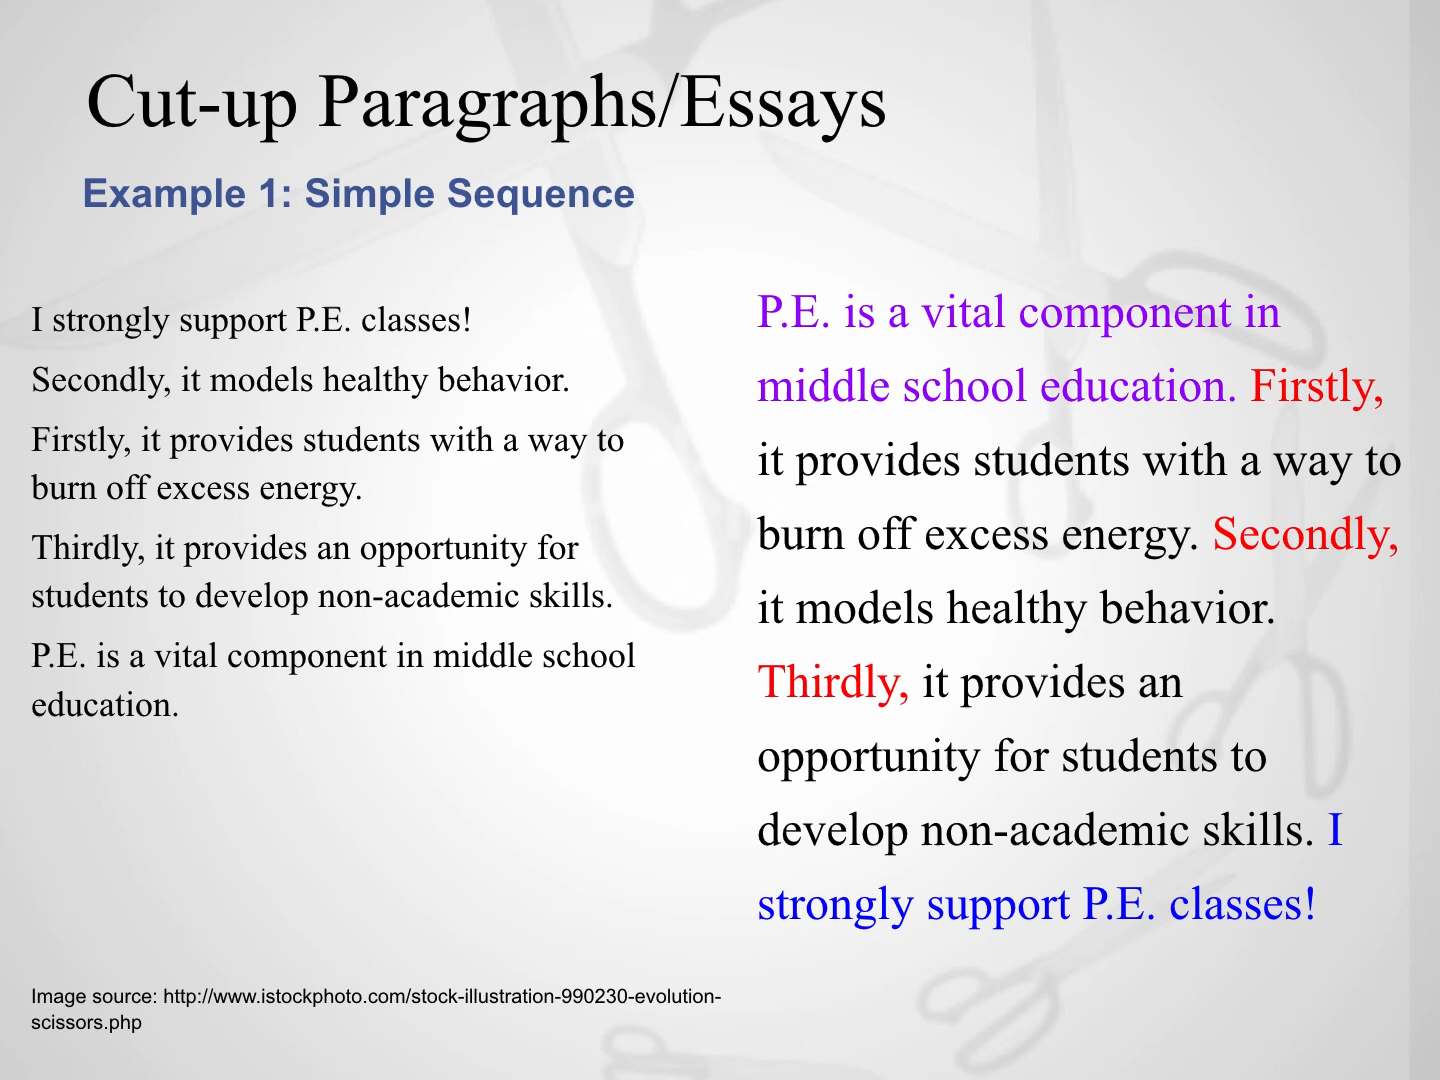 Cut-up Paragraphs/Essays
Example 1: Simple Sequence
I strongly support P.E. classes!
Secondly, it models healthy behavior.
Firstly, it provides students with a way to
burn off excess energy.
Thirdly, it provides an opportunity for
students to develop non-academic skills.
P.E. is a vital component in middle school
education.
P.E. is a vital component in
middle school education. Firstly,
it provides students with a way to
burn off excess energy. Secondly,
it models healthy behavior.
Thirdly, it provides an
opportunity for students to
develop non-academic skills. I
strongly support P.E. classes!
Image source: http://www.istockphoto.com/stock-illustration-990230-evolution-
scissors.php